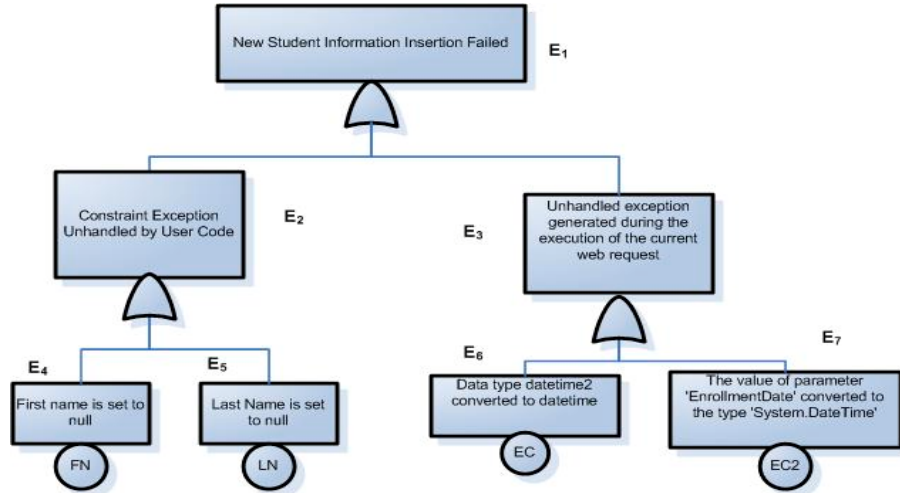 New Student Information Insertion Failed
E1
Constraint Exception
Unhandled by User Code
E2
Unhandled exception
generated during the
execution of the current
web request
E3
E4
First name is set to
null
FN
E5
Last Name is set
to null
LN
E6
Data type datetime2
converted to datetime
EC
E7
The value of parameter
'EnrollmentDate' converted to
the type 'System.DateTime'
EC2